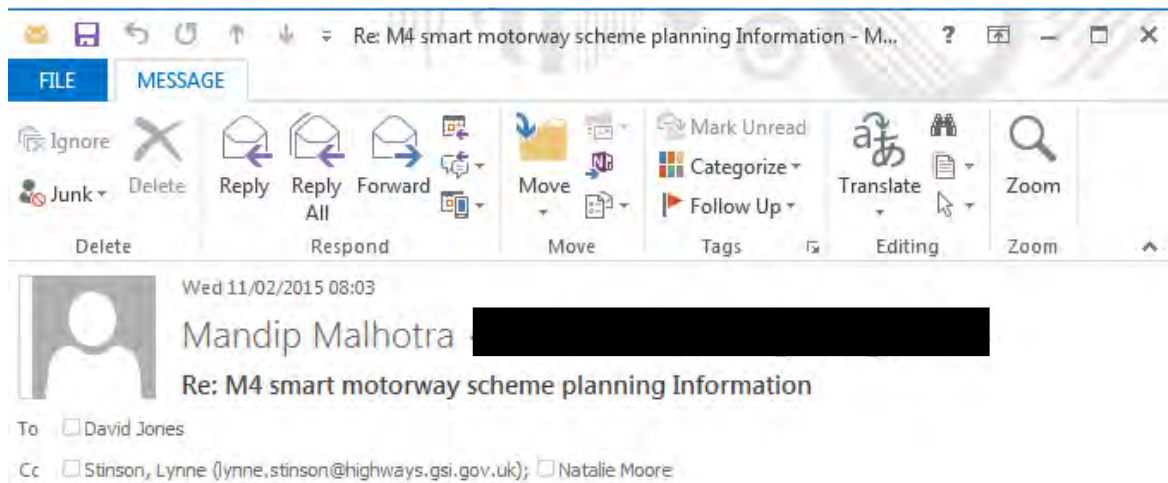 Re: M4 smart motorway scheme planning Information - M... ?
FILE MESSAGE
Ignore
Junk
Delete
Reply
Reply All
Forward
Move
Mark Unread
Categorize
Follow Up
Translate
Zoom
Delete Respond Move Tags Editing Zoom
Wed 11/02/2015 08:03
Mandip Malhotra
Re: M4 smart motorway scheme planning Information
To David Jones
Cc Stinson, Lynne (lynne.stinson@highways.gsi.gov.uk); Natalie Moore